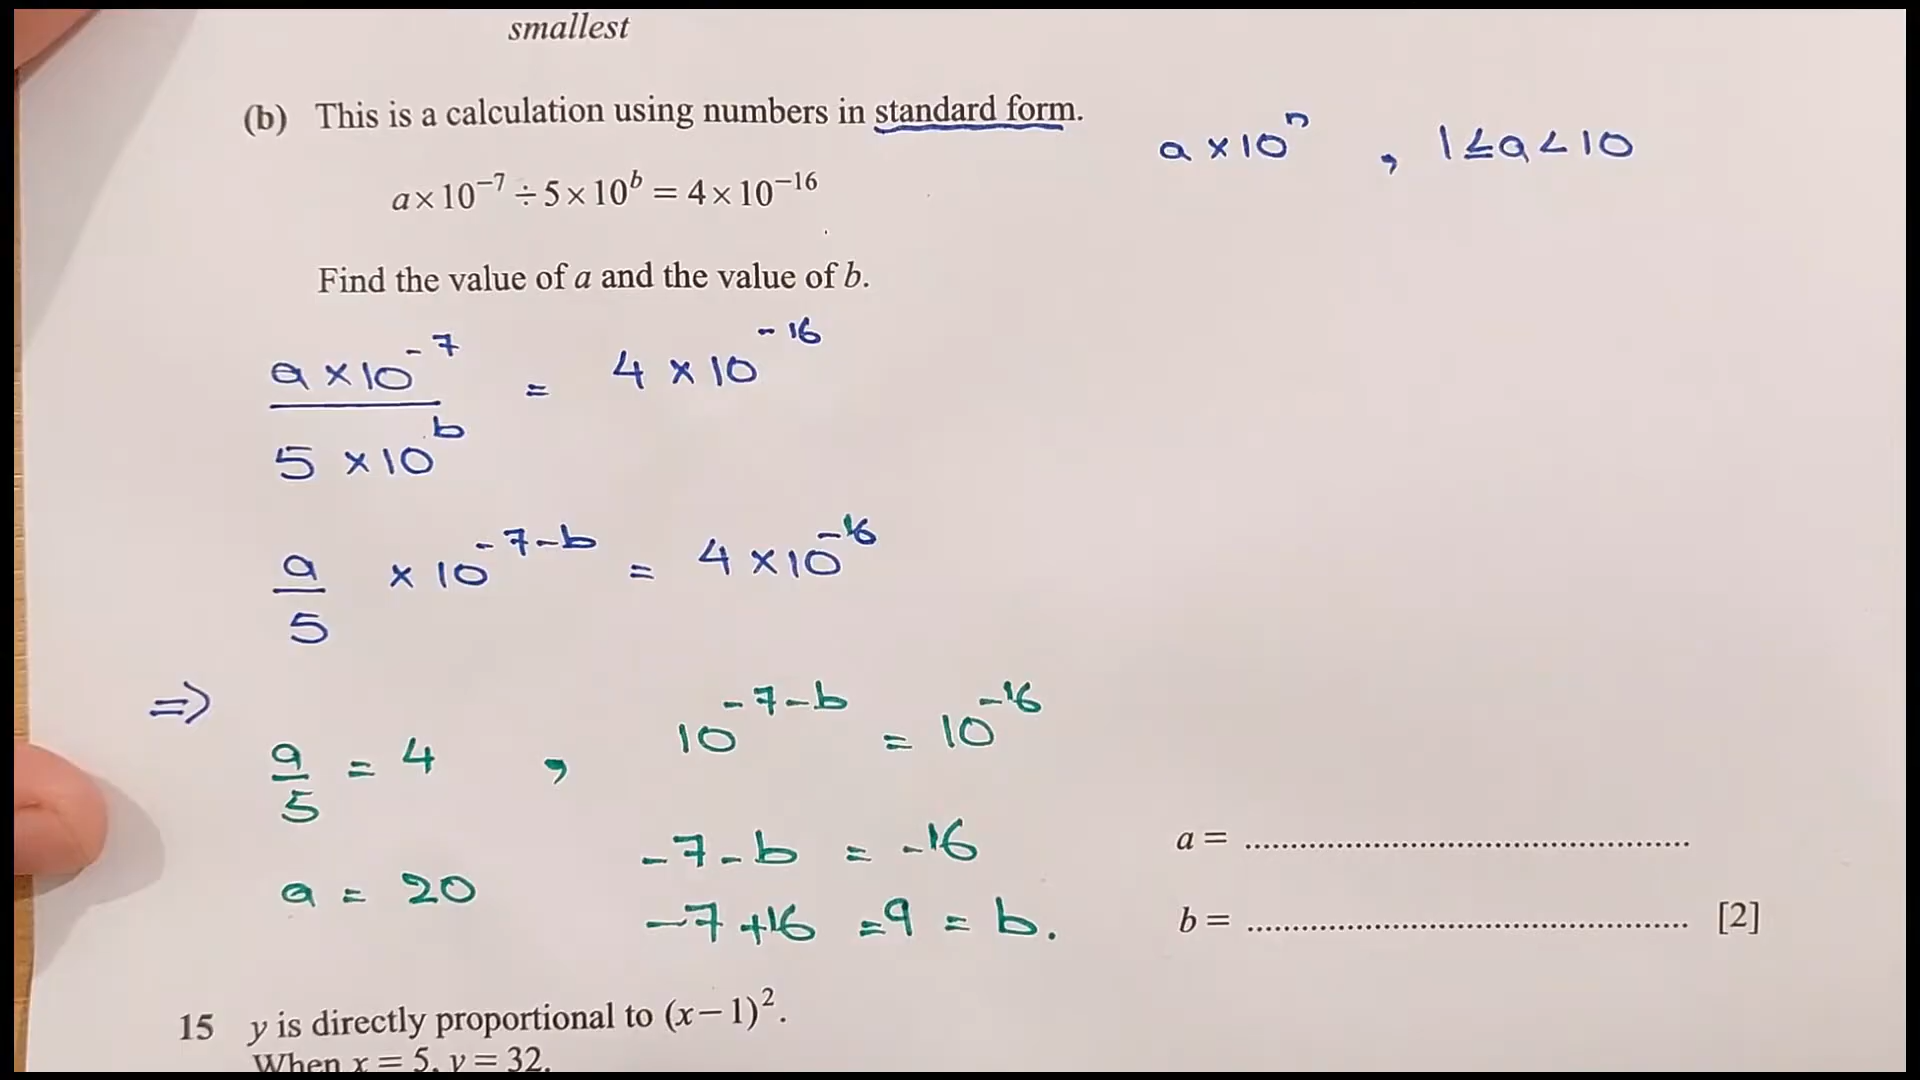 smallest
(b) This is a calculation using numbers in standard form.
a × 10ⁿ , 1 ≤ a < 10
a × 10⁻⁷ ÷ 5 × 10ᵇ = 4 × 10⁻¹⁶
Find the value of a and the value of b.
a × 10⁻⁷ / 5 × 10ᵇ = 4 × 10⁻¹⁶
a/5 × 10⁻⁷⁻ᵇ = 4 × 10⁻¹⁶
⇒ a/5 = 4 , 10⁻⁷⁻ᵇ = 10⁻¹⁶
-7-b = -16
a = 20
-7+16 = 9 = b.
a = ................................................
b = ................................................ [2]
15 y is directly proportional to (x − 1)².
When x = 5, y = 32.